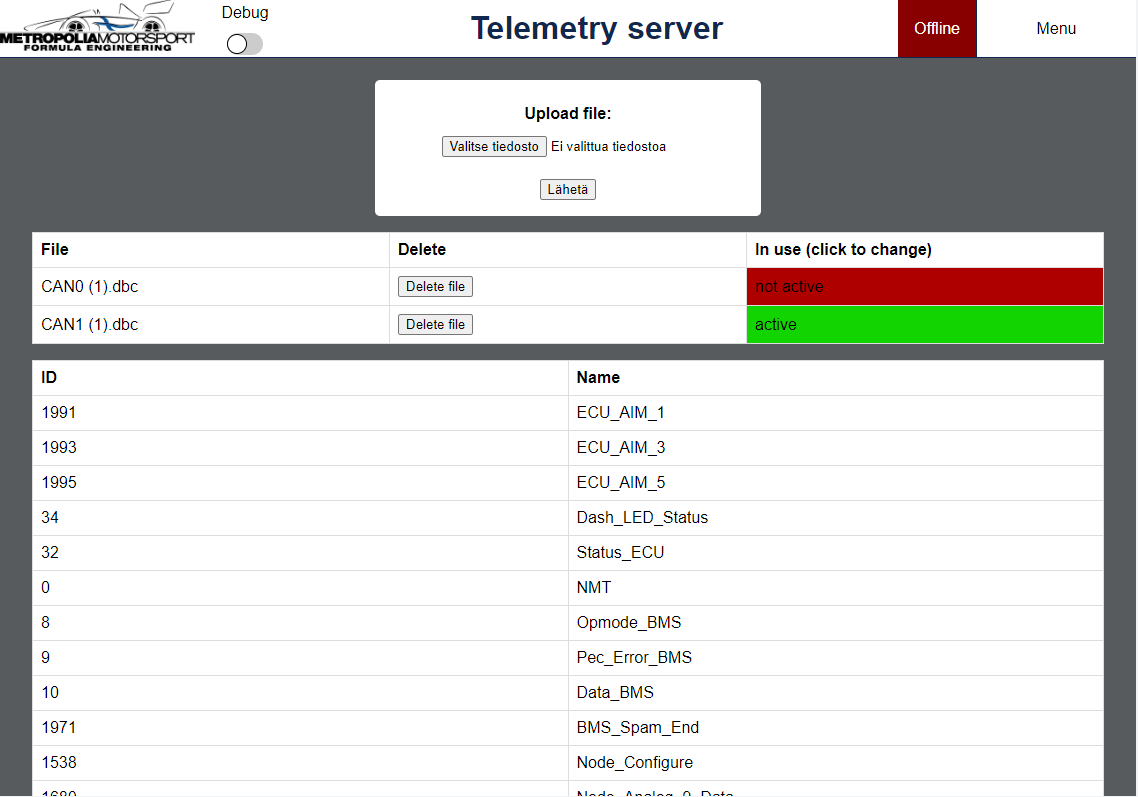 METROPOLIAMOTORSPORT
FORMULA ENGINEERING
Debug
Telemetry server
Offline
Menu
Upload file:
Valitse tiedosto Ei valittua tiedostoa
Lähetä
File Delete In use (click to change)
CAN0 (1).dbc Delete file not active
CAN1 (1).dbc Delete file active
ID Name
1991 ECU_AIM_1
1993 ECU_AIM_3
1995 ECU_AIM_5
34 Dash_LED_Status
32 Status_ECU
0 NMT
8 Opmode_BMS
9 Pec_Error_BMS
10 Data_BMS
1971 BMS_Spam_End
1538 Node_Configure
1680 Node_Analog_0_Data